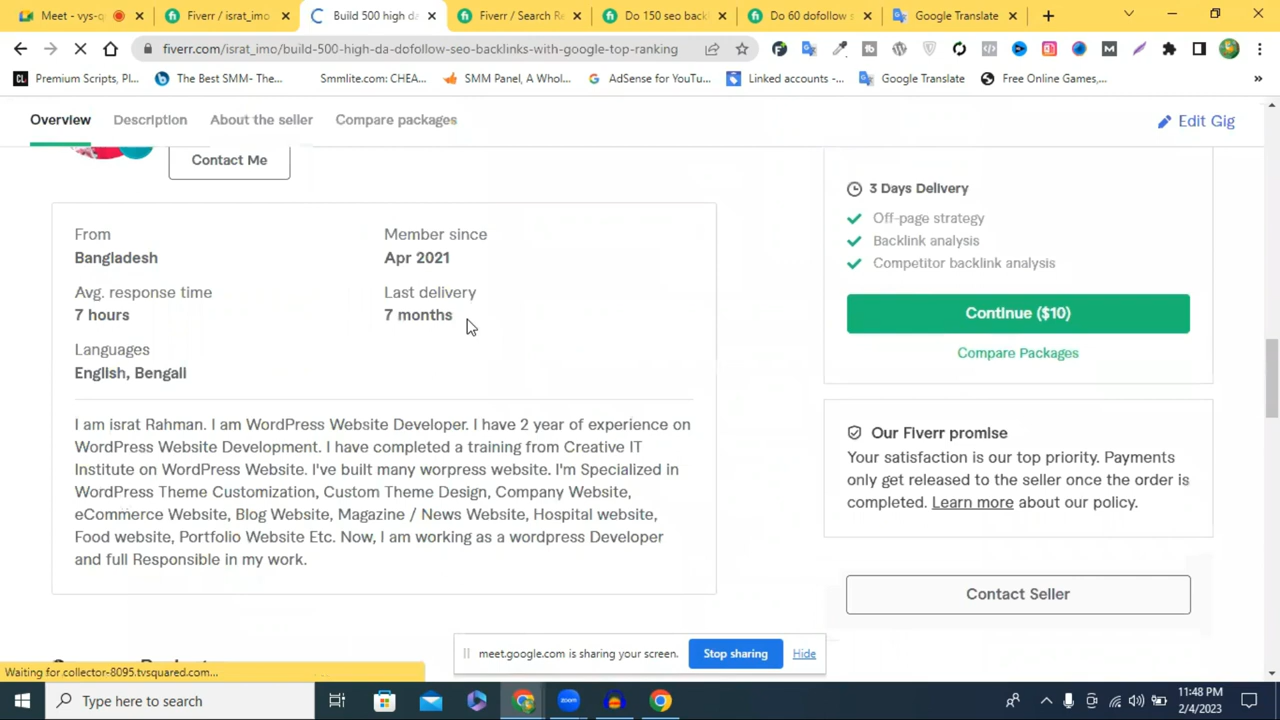 Meet - vys-q
Fiverr / israt_imo
Build 500 high da
Fiverr / Search Re
Do 150 seo backl
Do 60 dofollow s
Google Translate
fiverr.com/israt_imo/build-500-high-da-dofollow-seo-backlinks-with-google-top-ranking
Premium Scripts, Pl...
The Best SMM- The...
Smmlite.com: CHEA...
SMM Panel, A Whol...
AdSense for YouTu...
Linked accounts -...
Google Translate
Free Online Games,...
»
Overview
Description
About the seller
Compare packages
Edit Gig
Contact Me
From
Bangladesh
Member since
Apr 2021
Avg. response time
7 hours
Last delivery
7 months
Languages
English, Bengali
I am israt Rahman. I am WordPress Website Developer. I have 2 year of experience on
WordPress Website Development. I have completed a training from Creative IT
Institute on WordPress Website. I've built many worpress website. I'm Specialized in
WordPress Theme Customization, Custom Theme Design, Company Website,
eCommerce Website, Blog Website, Magazine / News Website, Hospital website,
Food website, Portfolio Website Etc. Now, I am working as a wordpress Developer
and full Responsible in my work.
3 Days Delivery
Off-page strategy
Backlink analysis
Competitor backlink analysis
Continue ($10)
Compare Packages
Our Fiverr promise
Your satisfaction is our top priority. Payments
only get released to the seller once the order is
completed. Learn more about our policy.
Contact Seller
meet.google.com is sharing your screen.
Stop sharing
Hide
Waiting for collector-8095.tvsquared.com...
Type here to search
zoom
11:48 PM
2/4/2023